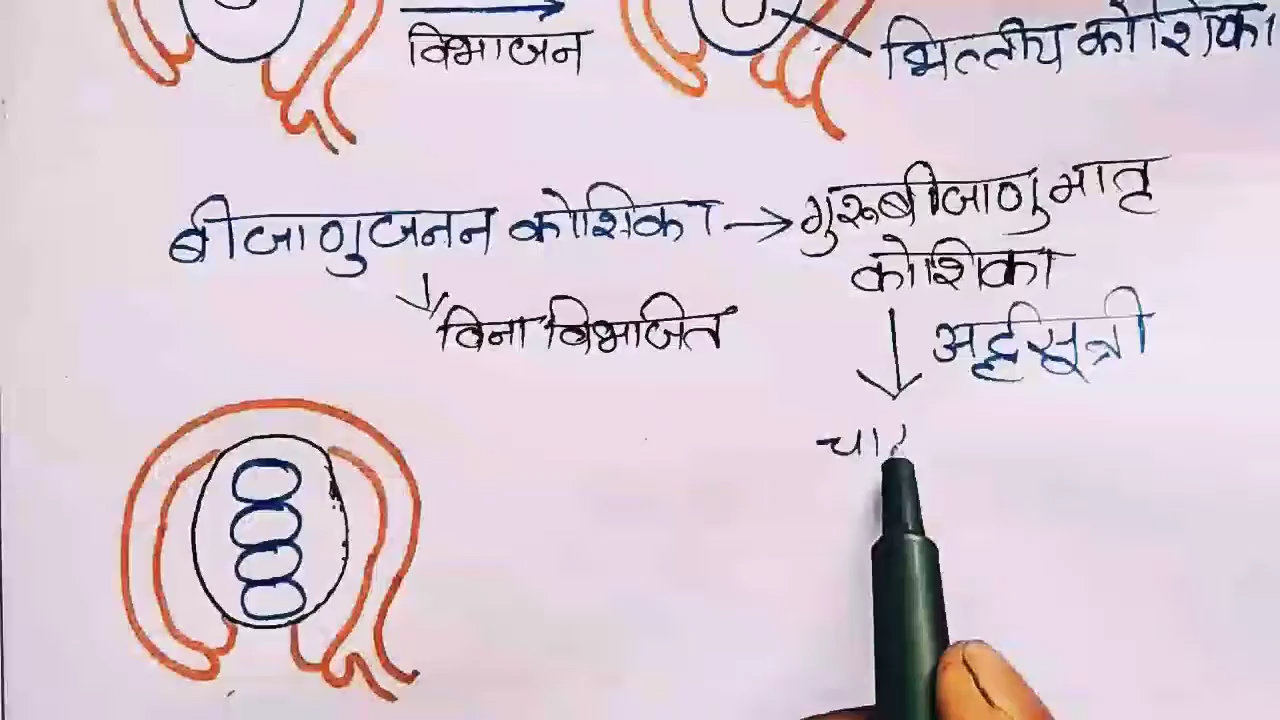 विभाजन
भित्तीय कोशिका
बीजाणुजनन कोशिका → गुरूबीजाणु मातृ
कोशिका
↓ बिना विभाजित
↓ अर्द्धसूत्री
चार